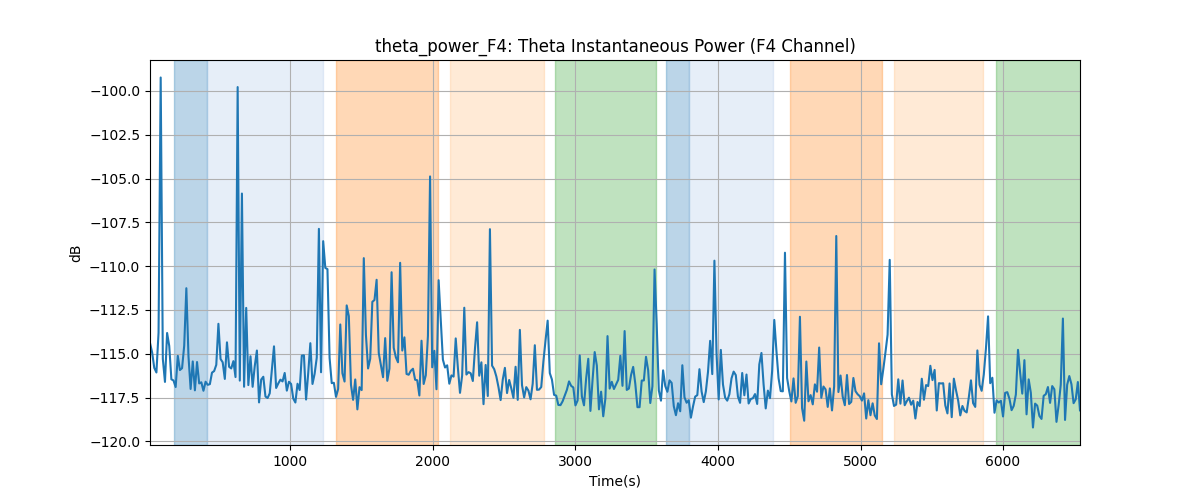 theta_power_F4: Theta Instantaneous Power (F4 Channel)
−100.0
−102.5
−105.0
−107.5
−110.0
−112.5
−115.0
−117.5
−120.0
dB
1000 2000 3000 4000 5000 6000
Time(s)